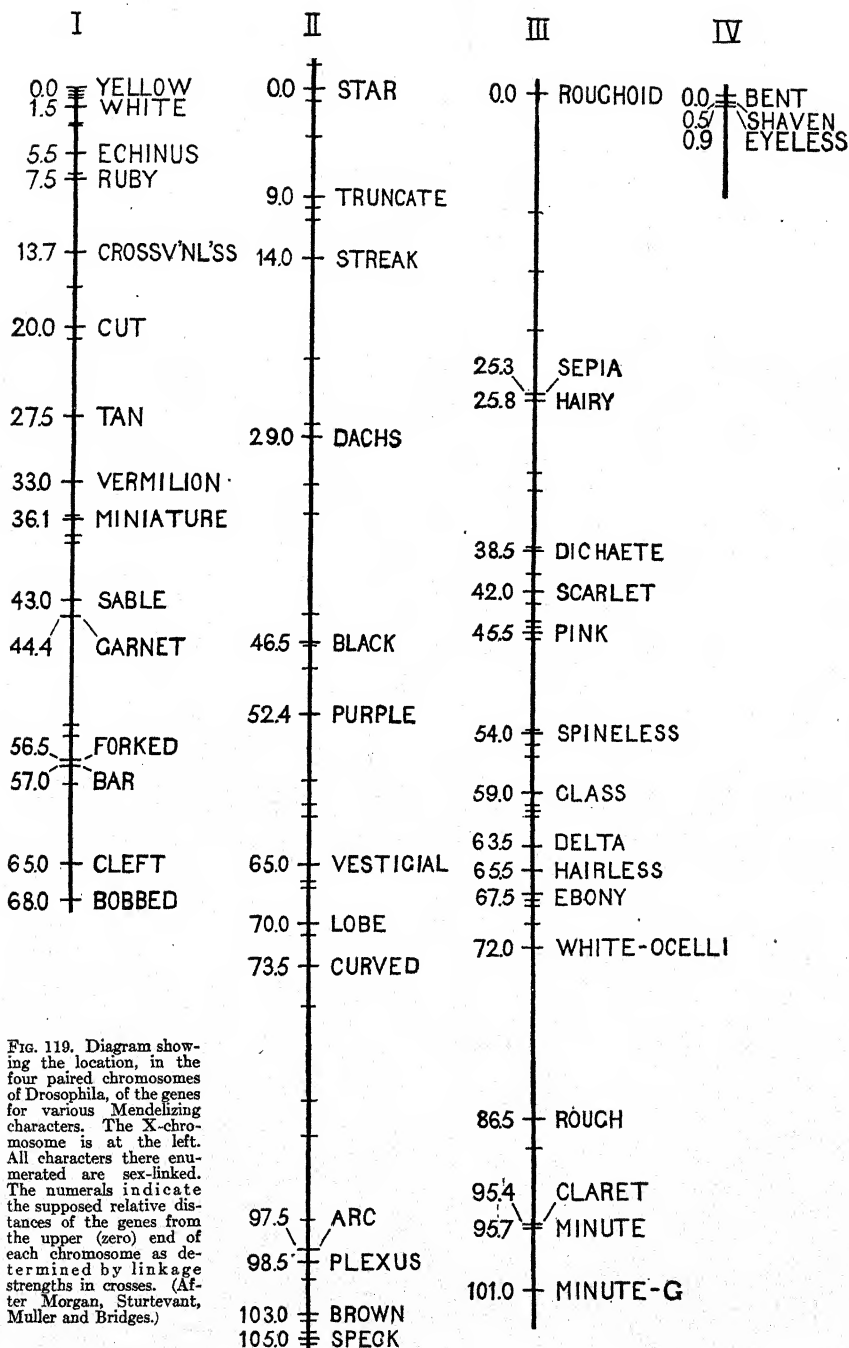 I
0.0 YELLOW
1.5 WHITE
5.5 ECHINUS
7.5 RUBY
13.7 CROSSV'NL'SS
20.0 CUT
27.5 TAN
33.0 VERMILION
36.1 MINIATURE
43.0 SABLE
44.4 GARNET
56.5 FORKED
57.0 BAR
65.0 CLEFT
68.0 BOBBED
II
0.0 STAR
9.0 TRUNCATE
14.0 STREAK
29.0 DACHS
46.5 BLACK
52.4 PURPLE
65.0 VESTIGIAL
70.0 LOBE
73.5 CURVED
97.5 ARC
98.5 PLEXUS
103.0 BROWN
105.0 SPECK
III
0.0 ROUGHOID
25.3 SEPIA
25.8 HAIRY
38.5 DICHAETE
42.0 SCARLET
45.5 PINK
54.0 SPINELESS
59.0 GLASS
63.5 DELTA
65.5 HAIRLESS
67.5 EBONY
72.0 WHITE-OCELLI
86.5 ROUGH
95.4 CLARET
95.7 MINUTE
101.0 MINUTE-G
IV
0.0 BENT
0.5 SHAVEN
0.9 EYELESS
FIG. 119. Diagram show-
ing the location, in the
four paired chromosomes
of Drosophila, of the genes
for various Mendelizing
characters. The X-chro-
mosome is at the left.
All characters there enu-
merated are sex-linked.
The numerals indicate
the supposed relative dis-
tances of the genes from
the upper (zero) end of
each chromosome as de-
termined by linkage
strengths in crosses. (Af-
ter Morgan, Sturtevant,
Muller and Bridges.)